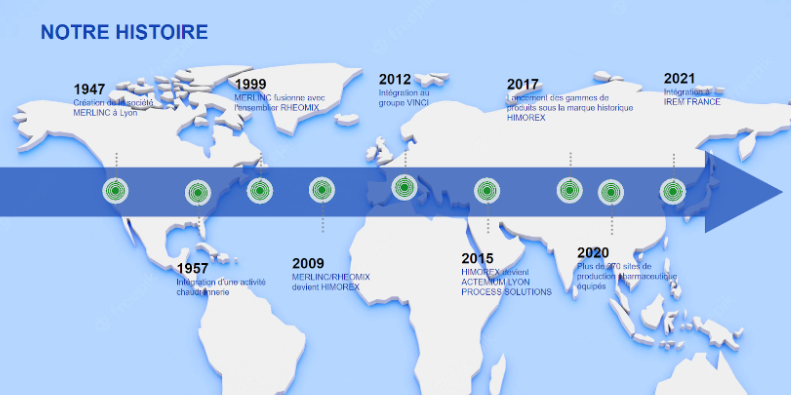 NOTRE HISTOIRE
1947
Création de la société
MERLINC à Lyon
1999
MERLINC fusionne avec
l'ensemblier RHEOMIX
2012
Intégration au
groupe VINCI
2017
Lancement des gammes de
produits sous la marque historique
HIMOREX
2021
Intégration à
IREM FRANCE
1957
Intégration d'une activité
chaudronnerie
2009
MERLINC/RHEOMIX
devient HIMOREX
2015
HIMOREX devient
ACTEMIUM LYON
PROCESS SOLUTIONS
2020
Plus de sites de
production pharmaceutique
équipés